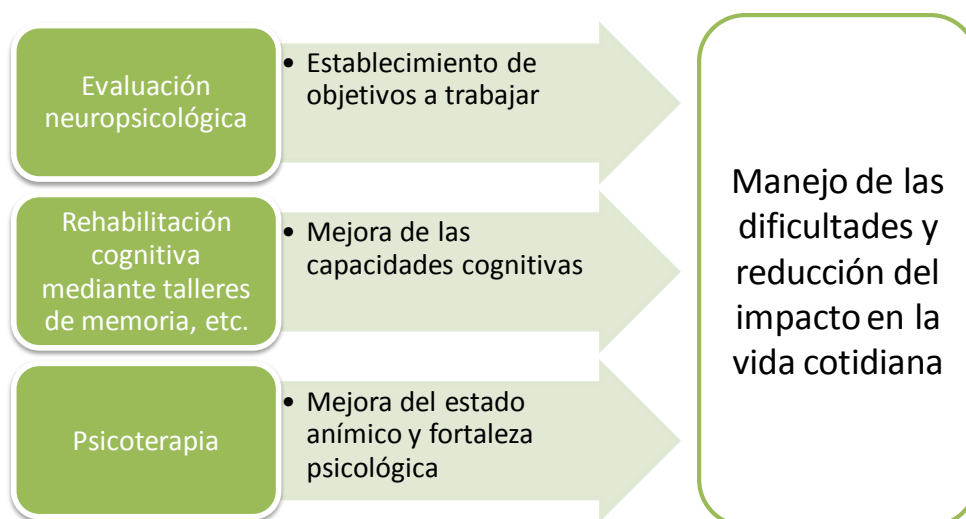 Evaluación
neuropsicológica
• Establecimiento de
objetivos a trabajar
Rehabilitación
cognitiva
mediante talleres
de memoria, etc.
• Mejora de las
capacidades cognitivas
Psicoterapia
• Mejora del estado
anímico y fortaleza
psicológica
Manejo de las
dificultades y
reducción del
impacto en la
vida cotidiana